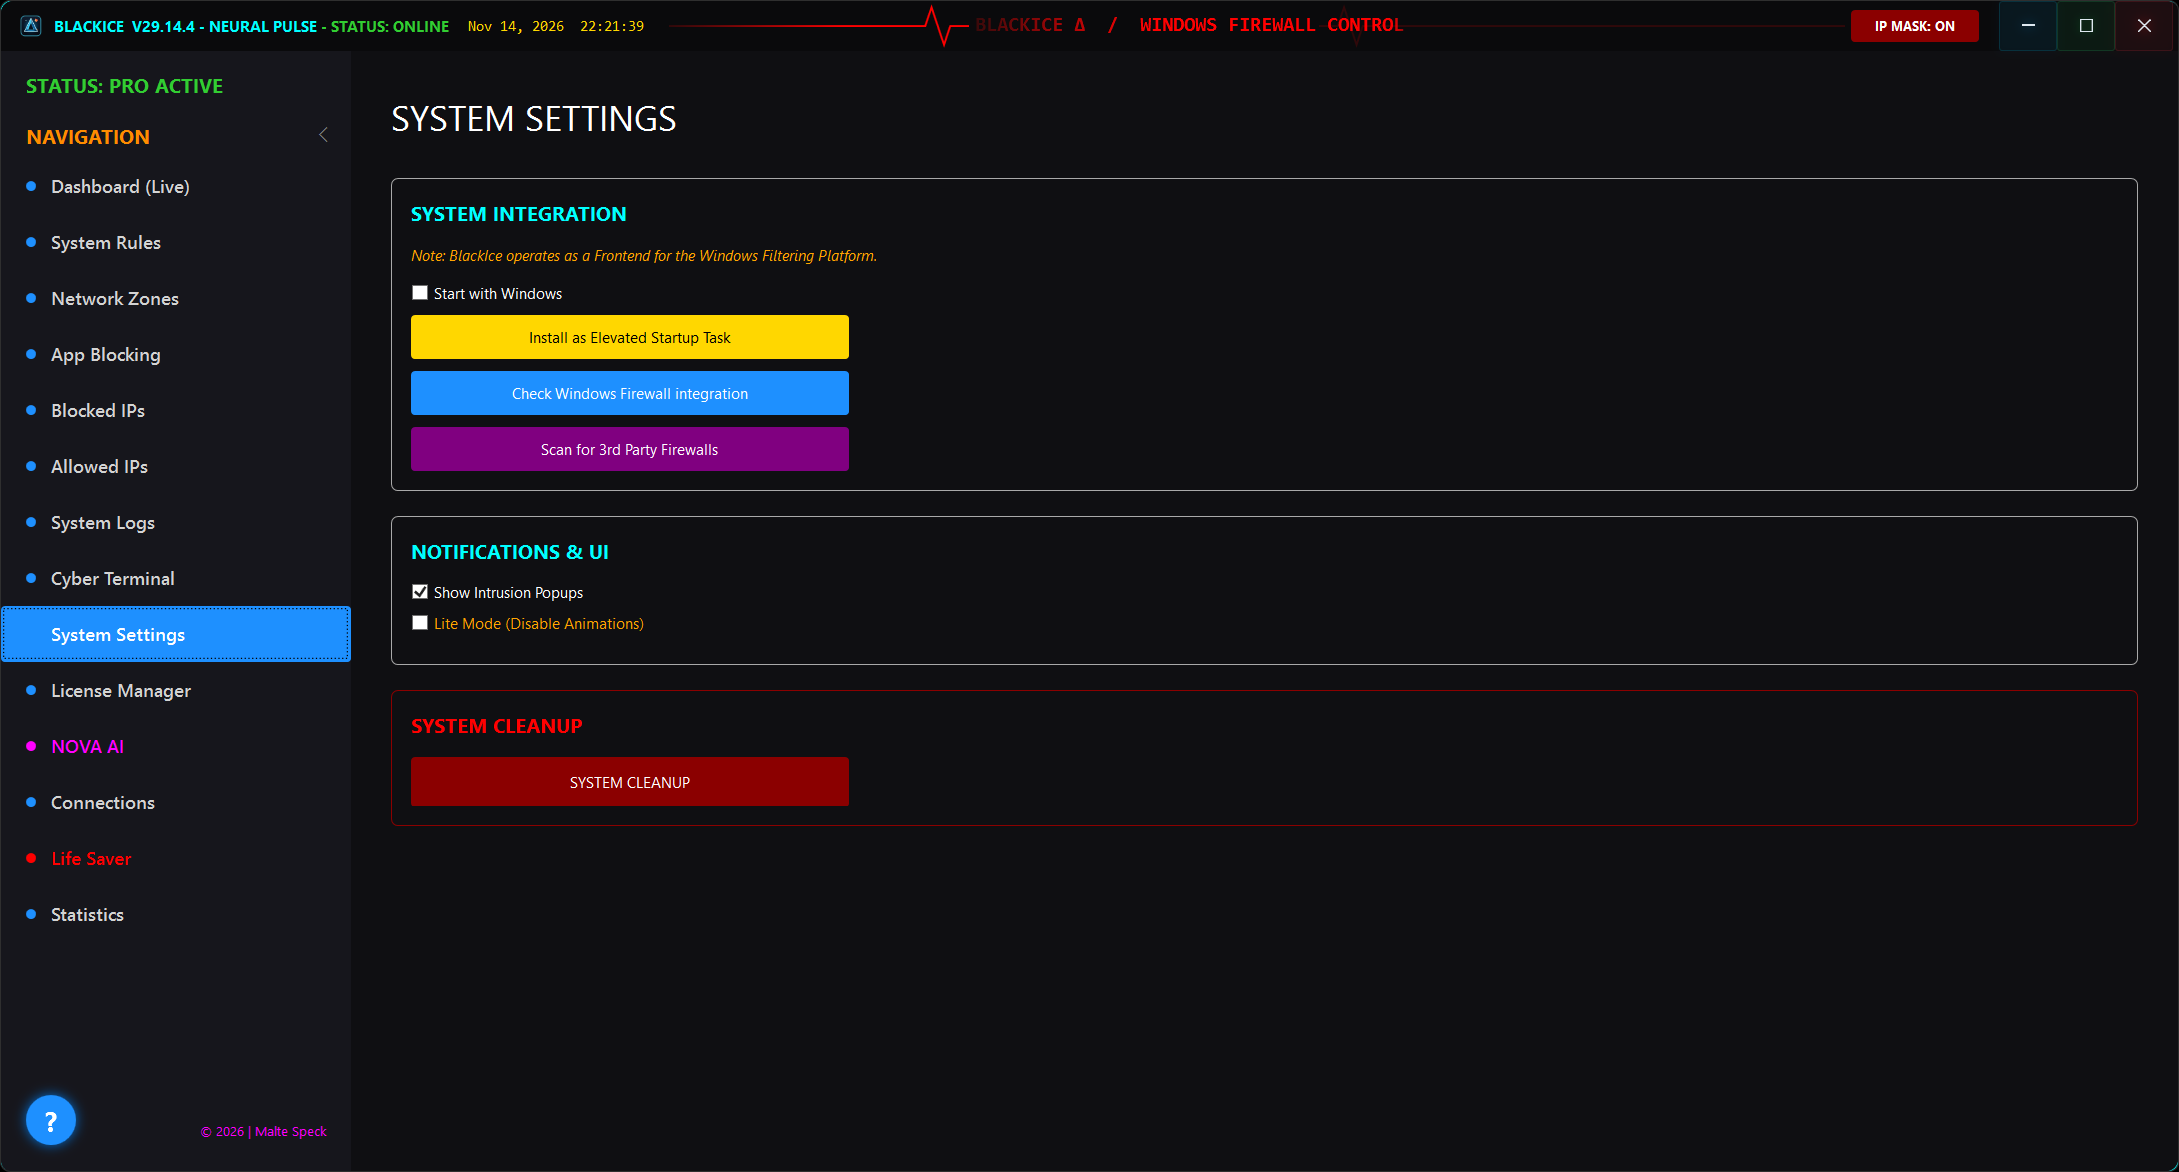 BLACKICE V29.14.4 - NEURAL PULSE - STATUS: ONLINE Nov 14, 2026 22:21:39 BLACKICE Δ / WINDOWS FIREWALL CONTROL IP MASK: ON
STATUS: PRO ACTIVE
NAVIGATION
Dashboard (Live)
System Rules
Network Zones
App Blocking
Blocked IPs
Allowed IPs
System Logs
Cyber Terminal
System Settings
License Manager
NOVA AI
Connections
Life Saver
Statistics
?
© 2026 | Malte Speck
SYSTEM SETTINGS
SYSTEM INTEGRATION
Note: BlackIce operates as a Frontend for the Windows Filtering Platform.
Start with Windows
Install as Elevated Startup Task
Check Windows Firewall integration
Scan for 3rd Party Firewalls
NOTIFICATIONS & UI
Show Intrusion Popups
Lite Mode (Disable Animations)
SYSTEM CLEANUP
SYSTEM CLEANUP